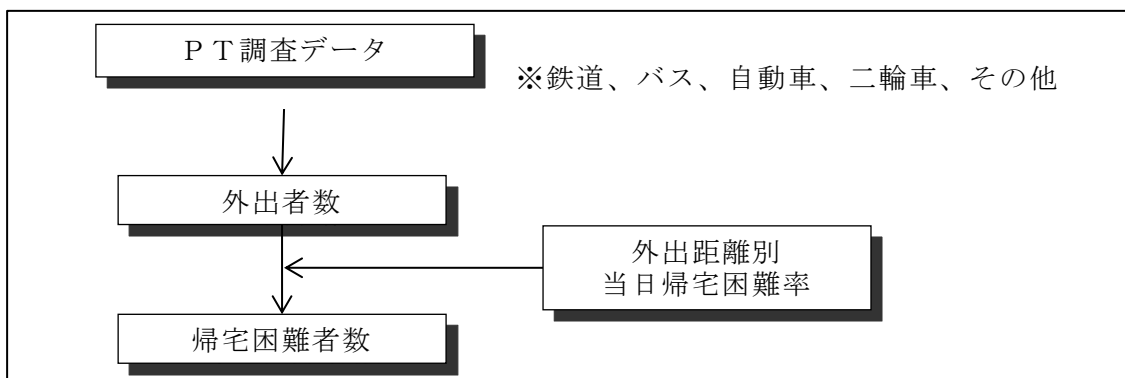 ＰＴ調査データ
※鉄道、バス、自動車、二輪車、その他
外出者数
外出距離別
当日帰宅困難率
帰宅困難者数